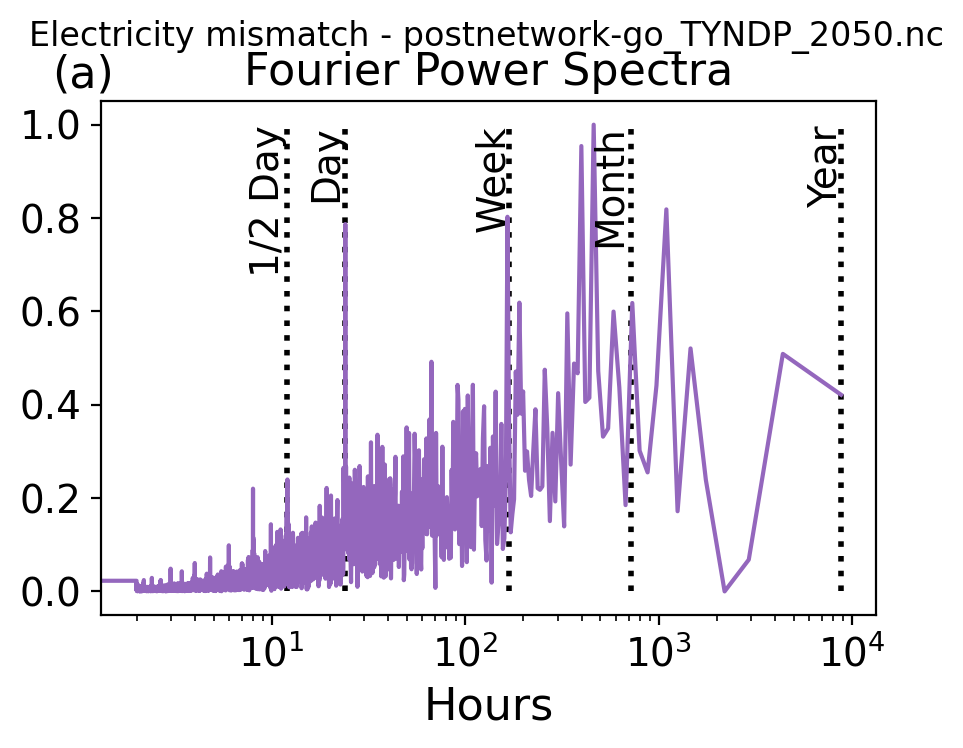 Electricity mismatch - postnetwork-go_TYNDP_2050.nc
(a) Fourier Power Spectra
1.0
0.8
0.6
0.4
0.2
0.0
1/2 Day
Day
Week
Month
Year
10¹ 10² 10³ 10⁴
Hours